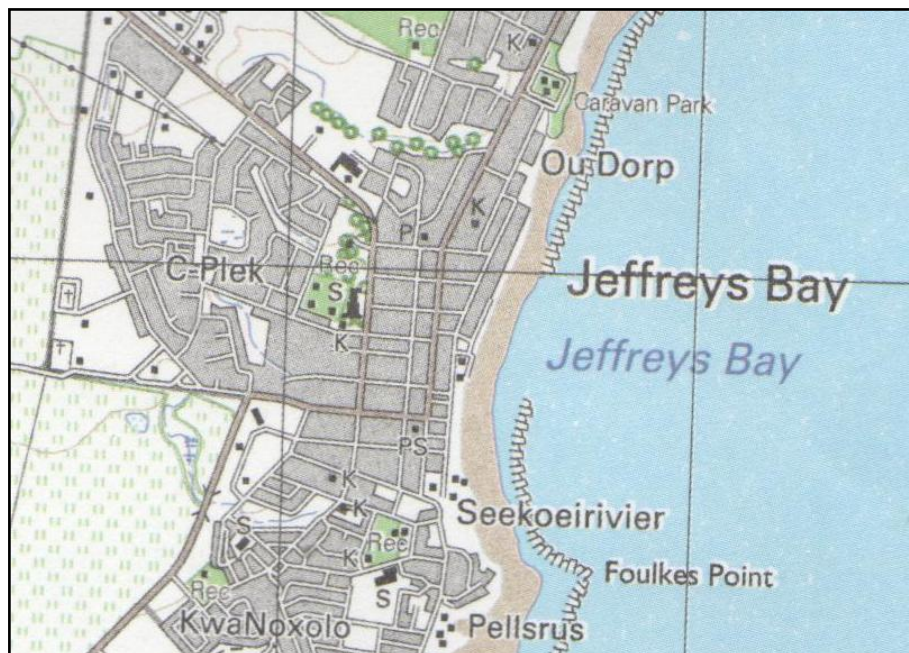 Rec
K
Caravan Park
Ou Dorp
K
P
C-Plek
Rec
S
Jeffreys Bay
K
Jeffreys Bay
PS
K
K
Seekoeirivier
S
Rec
K
Foulkes Point
Rec
S
KwaNoxolo
Pellsrus